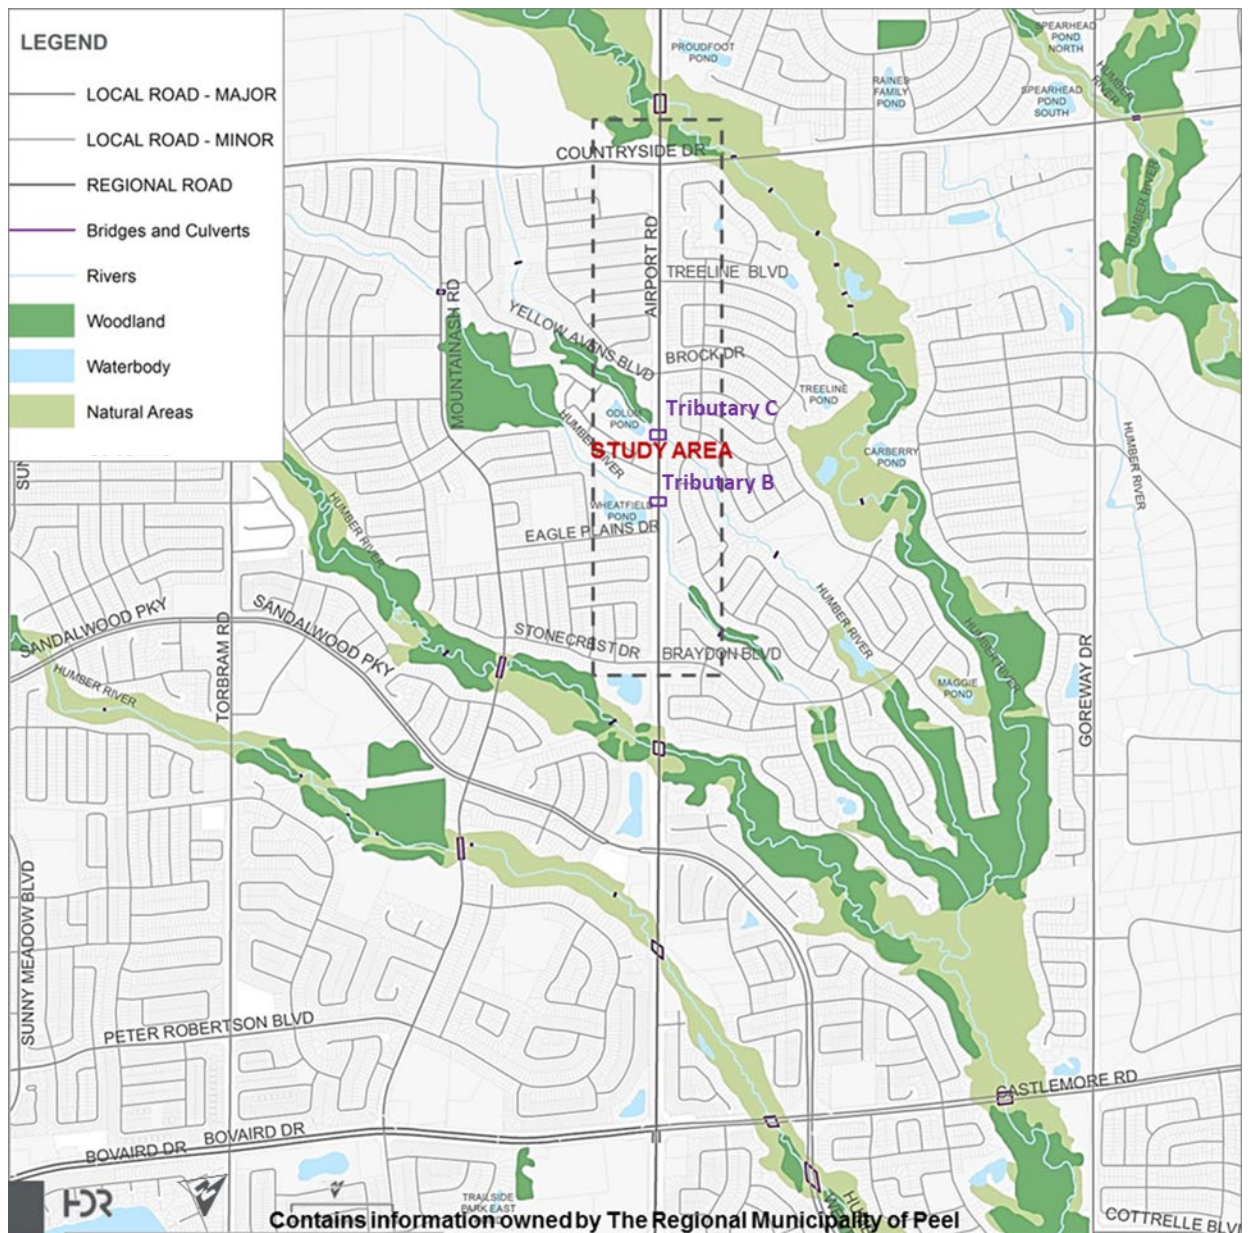 LEGEND
LOCAL ROAD - MAJOR
LOCAL ROAD - MINOR
REGIONAL ROAD
Bridges and Culverts
Rivers
Woodland
Waterbody
Natural Areas
PROUDFOOT
POND
SPEARHEAD
POND
NORTH
RAINES
FAMILY
POND
SPEARHEAD
POND
SOUTH
HUMBER
RIVER
COUNTRYSIDE DR
HUMBER RIVER
AIRPORT RD
TREELINE BLVD
MOUNTAINASH RD
YELLOW AVENS BLVD
BROCK DR
TREELINE
POND
ODLUM
POND
Tributary C
HUMBER RIVER
STUDY AREA
CARBERRY
POND
HUMBER RIVER
Tributary B
WHEATFIELD
POND
EAGLE PLAINS DR
HUMBER RIVER
SANDALWOOD PKY
SANDALWOOD PKY
TORBRAM RD
STONECREST DR
BRAYDON BLVD
HUMBER RIVER
HUMBER RIVER
MAGGIE
POND
GOREWAY DR
HUMBER RIVER
SUNNY MEADOW BLVD
PETER ROBERTSON BLVD
CASTLEMORE RD
BOVAIRD DR
BOVAIRD DR
HDR
TRAILSIDE
PARK EAST
Contains information owned by The Regional Municipality of Peel
COTTRELLE BLV